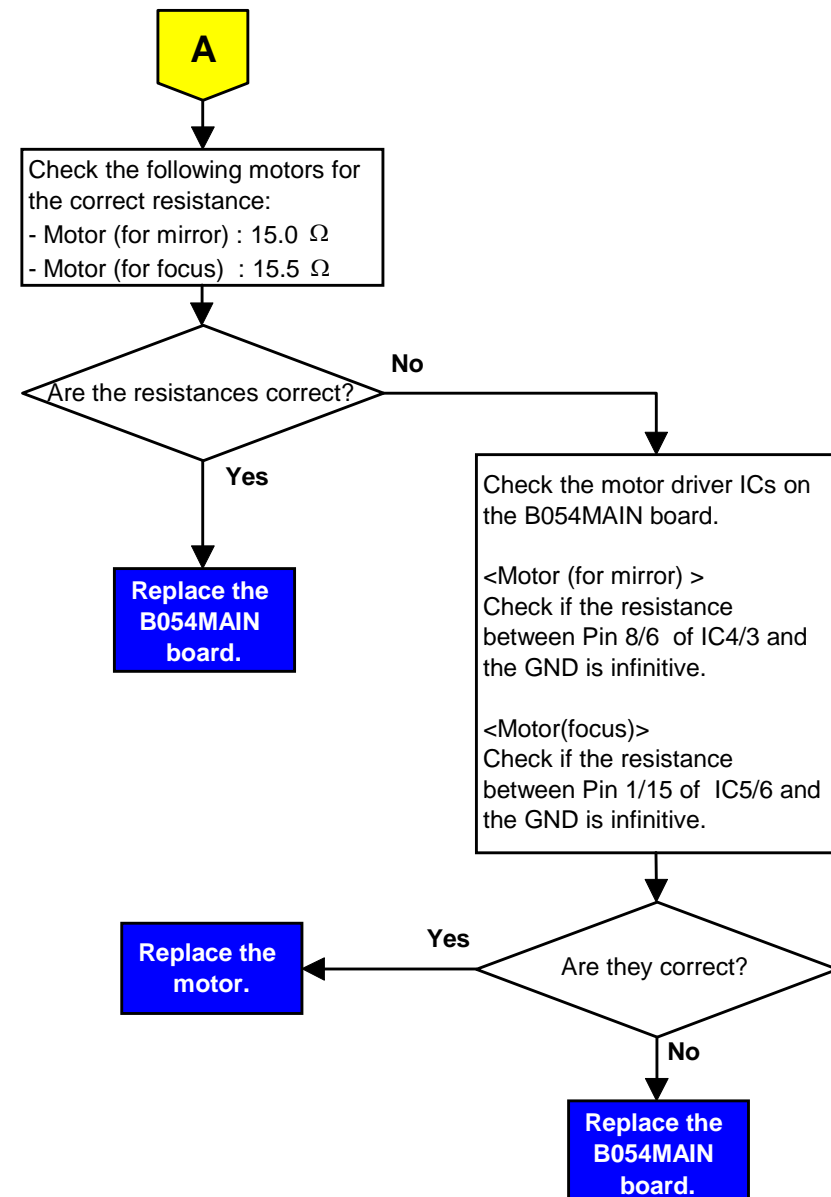 A
Check the following motors for
the correct resistance:
- Motor (for mirror) : 15.0 Ω
- Motor (for focus) : 15.5 Ω
Are the resistances correct?
No
Yes
Replace the
B054MAIN
board.
Check the motor driver ICs on
the B054MAIN board.
<Motor (for mirror) >
Check if the resistance
between Pin 8/6 of IC4/3 and
the GND is infinitive.
<Motor(focus)>
Check if the resistance
between Pin 1/15 of IC5/6 and
the GND is infinitive.
Are they correct?
Yes
Replace the
motor.
No
Replace the
B054MAIN
board.